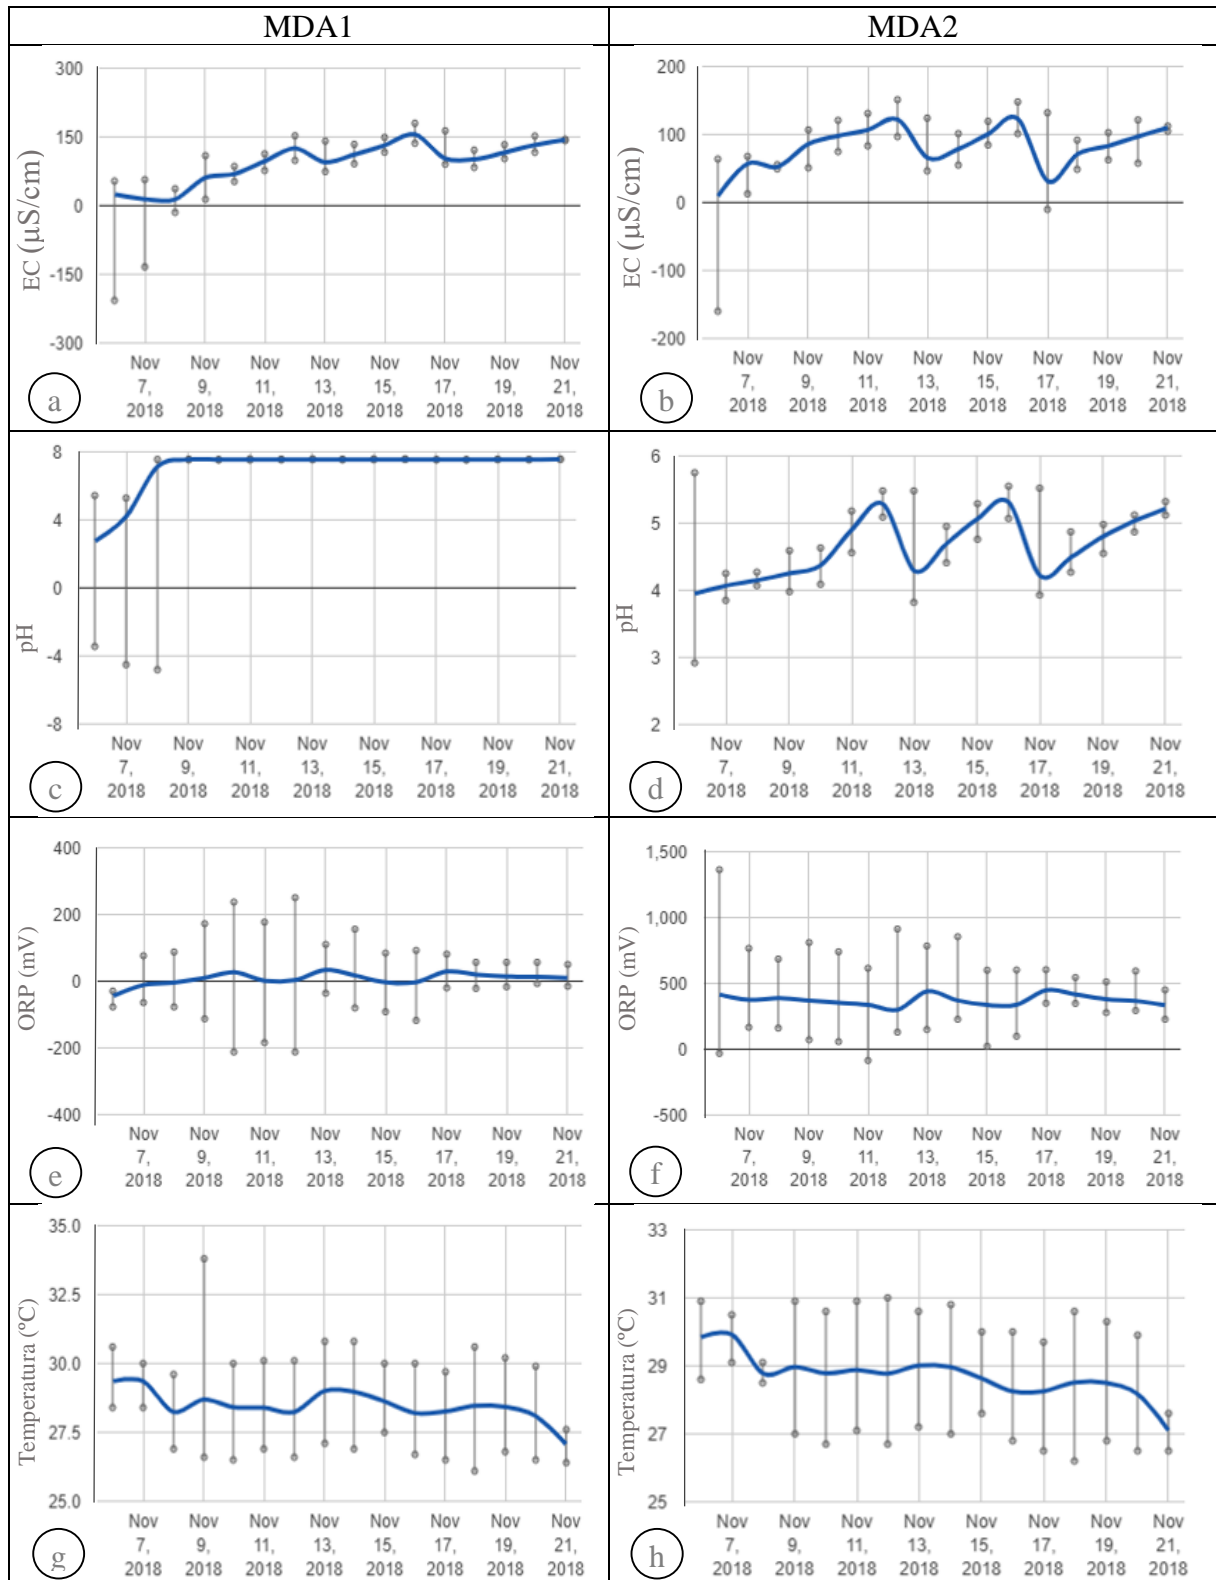 MDA1
MDA2
300
150
0
-150
-300
EC (µS/cm)
Nov 7, 2018
Nov 9, 2018
Nov 11, 2018
Nov 13, 2018
Nov 15, 2018
Nov 17, 2018
Nov 19, 2018
Nov 21, 2018
a
200
100
0
-100
-200
EC (µS/cm)
Nov 7, 2018
Nov 9, 2018
Nov 11, 2018
Nov 13, 2018
Nov 15, 2018
Nov 17, 2018
Nov 19, 2018
Nov 21, 2018
b
8
4
0
-4
-8
pH
Nov 7, 2018
Nov 9, 2018
Nov 11, 2018
Nov 13, 2018
Nov 15, 2018
Nov 17, 2018
Nov 19, 2018
Nov 21, 2018
c
6
5
4
3
2
pH
Nov 7, 2018
Nov 9, 2018
Nov 11, 2018
Nov 13, 2018
Nov 15, 2018
Nov 17, 2018
Nov 19, 2018
Nov 21, 2018
d
400
200
0
-200
-400
ORP (mV)
Nov 7, 2018
Nov 9, 2018
Nov 11, 2018
Nov 13, 2018
Nov 15, 2018
Nov 17, 2018
Nov 19, 2018
Nov 21, 2018
e
1,500
1,000
500
0
-500
ORP (mV)
Nov 7, 2018
Nov 9, 2018
Nov 11, 2018
Nov 13, 2018
Nov 15, 2018
Nov 17, 2018
Nov 19, 2018
Nov 21, 2018
f
35.0
32.5
30.0
27.5
25.0
Temperatura (ºC)
Nov 7, 2018
Nov 9, 2018
Nov 11, 2018
Nov 13, 2018
Nov 15, 2018
Nov 17, 2018
Nov 19, 2018
Nov 21, 2018
g
33
31
29
27
25
Temperatura (ºC)
Nov 7, 2018
Nov 9, 2018
Nov 11, 2018
Nov 13, 2018
Nov 15, 2018
Nov 17, 2018
Nov 19, 2018
Nov 21, 2018
h